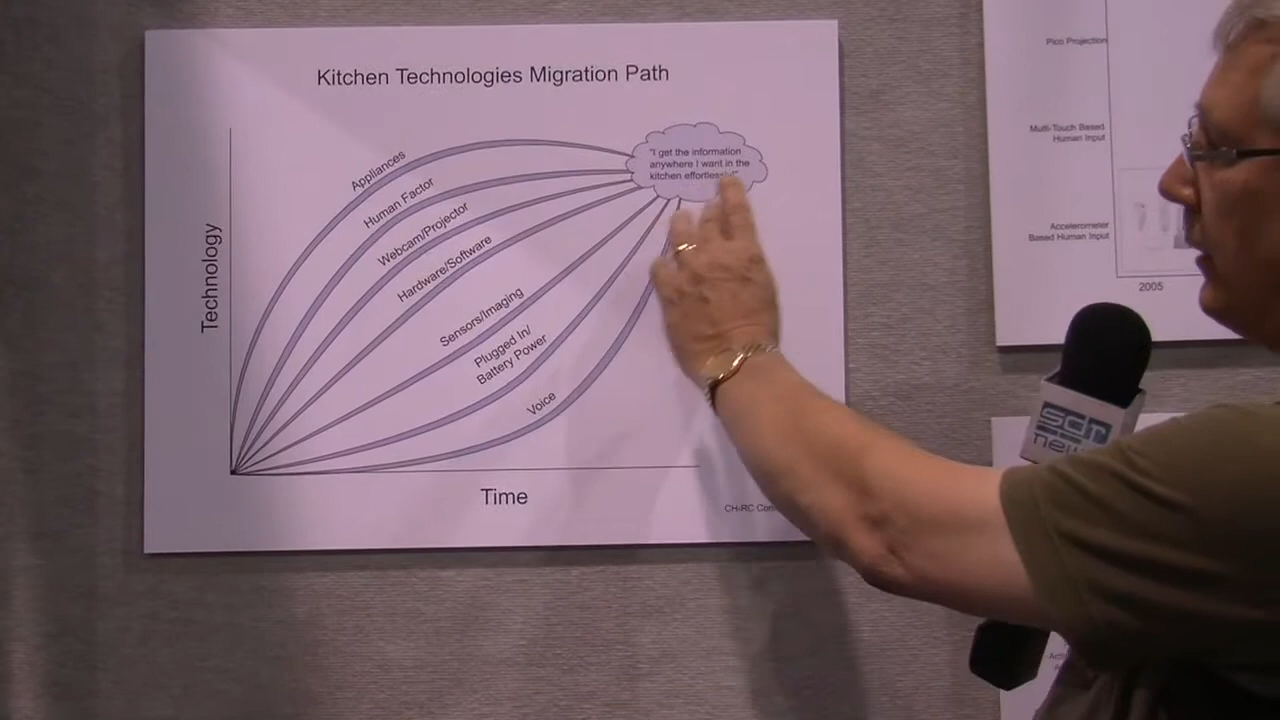 Kitchen Technologies Migration Path
"I get the information
anywhere I want in the
kitchen
Appliances
Human Factor
Webcam/Projector
Hardware/Software
Sensors/Imaging
Plugged In/
Battery Power
Voice
Technology
Time
CH-RC
Pico Projection
Multi-Touch Based
Human Input
Accelerometer
Based Human Input
2005